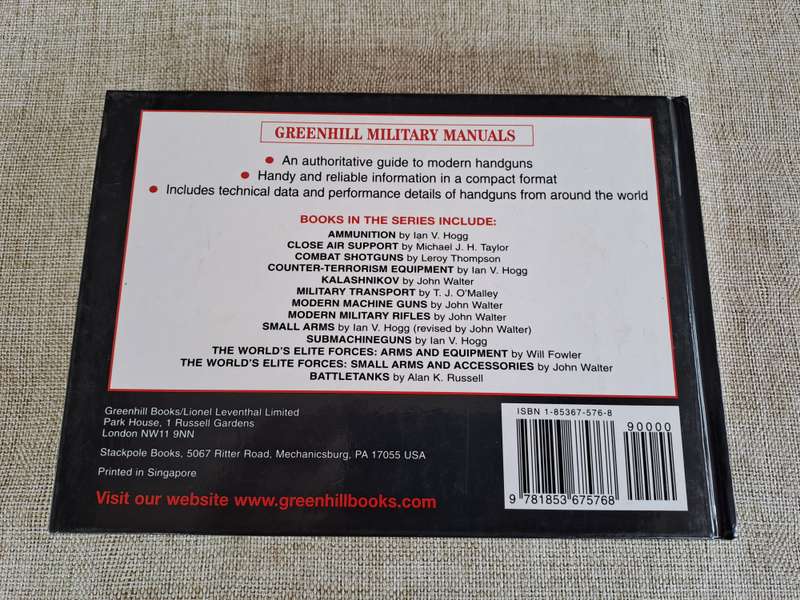 GREENHILL MILITARY MANUALS
● An authoritative guide to modern handguns
● Handy and reliable information in a compact format
● Includes technical data and performance details of handguns from around the world
BOOKS IN THE SERIES INCLUDE:
AMMUNITION by Ian V. Hogg
CLOSE AIR SUPPORT by Michael J. H. Taylor
COMBAT SHOTGUNS by Leroy Thompson
COUNTER-TERRORISM EQUIPMENT by Ian V. Hogg
KALASHNIKOV by John Walter
MILITARY TRANSPORT by T. J. O'Malley
MODERN MACHINE GUNS by John Walter
MODERN MILITARY RIFLES by John Walter
SMALL ARMS by Ian V. Hogg (revised by John Walter)
SUBMACHINEGUNS by Ian V. Hogg
THE WORLD'S ELITE FORCES: ARMS AND EQUIPMENT by Will Fowler
THE WORLD'S ELITE FORCES: SMALL ARMS AND ACCESSORIES by John Walter
BATTLETANKS by Alan K. Russell
Greenhill Books/Lionel Leventhal Limited
Park House, 1 Russell Gardens
London NW11 9NN
Stackpole Books, 5067 Ritter Road, Mechanicsburg, PA 17055 USA
Printed in Singapore
Visit our website www.greenhillbooks.com
ISBN 1-85367-576-8
90000
9 781853 675768